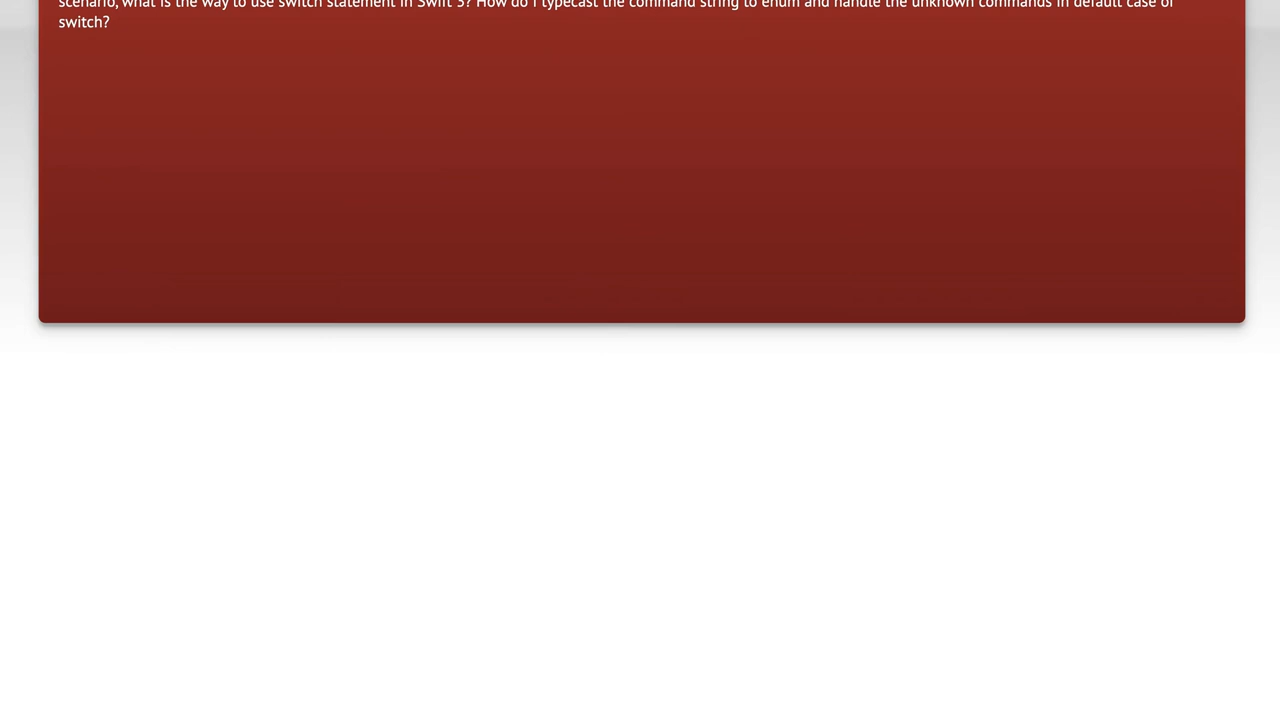 scenario, what is the way to use switch statement in Swift 3? How do I typecast the command string to enum and handle the unknown commands in default case of
switch?